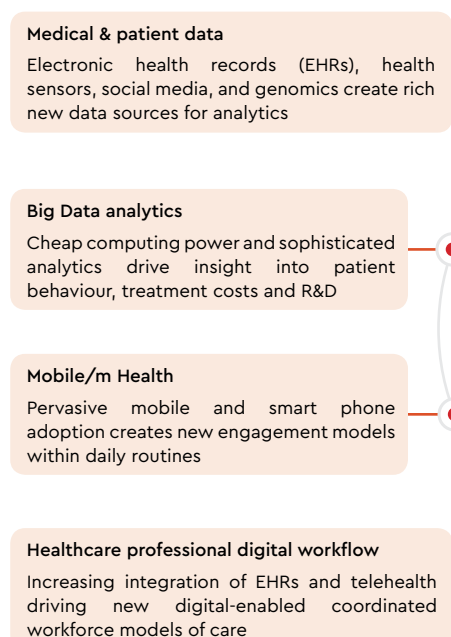 Medical & patient data
Electronic health records (EHRs), health
sensors, social media, and genomics create rich
new data sources for analytics
Big Data analytics
Cheap computing power and sophisticated
analytics drive insight into patient
behaviour, treatment costs and R&D
Mobile/m Health
Pervasive mobile and smart phone
adoption creates new engagement models
within daily routines
Healthcare professional digital workflow
Increasing integration of EHRs and telehealth
driving new digital-enabled coordinated
workforce models of care